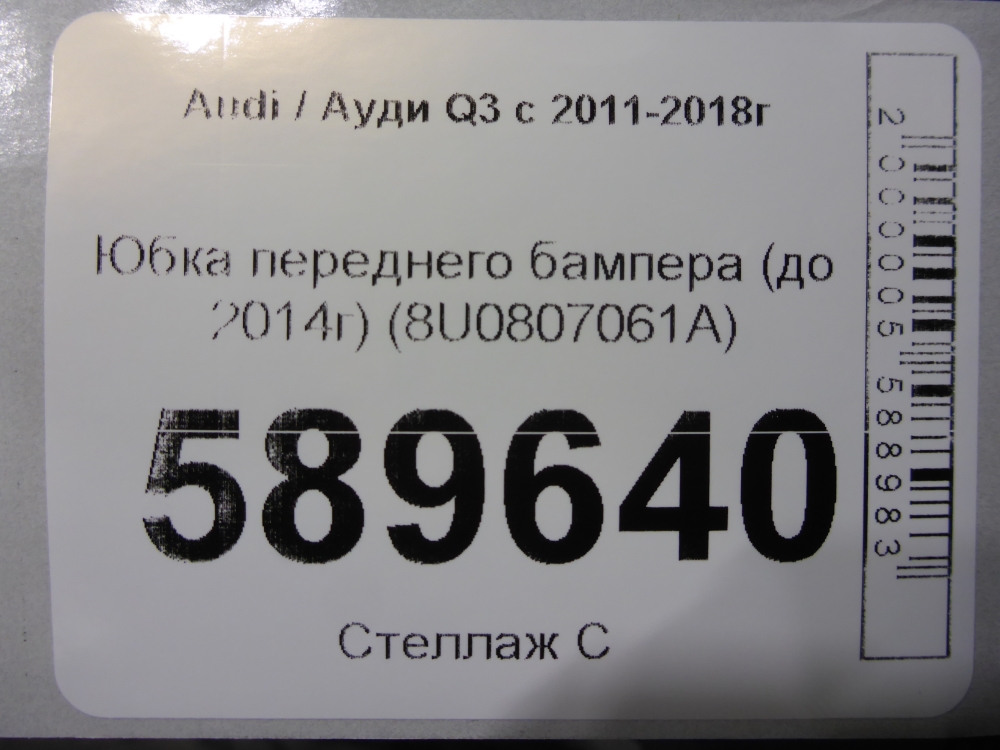 Audi / Ауди Q3 с 2011-2018г
Юбка переднего бампера (до
2014г) (8U0807061A)
589640
Стеллаж С
2000005588983